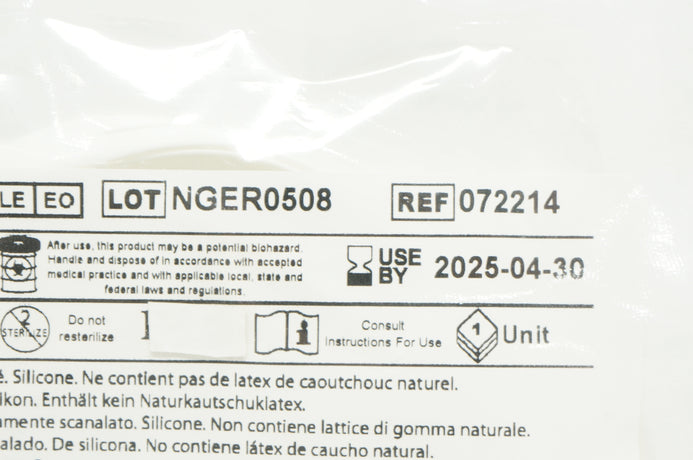 LE EO LOT NGER0508 REF 072214
After use, this product may be a potential biohazard.
Handle and dispose of in accordance with accepted
medical practice and with applicable local, state and
federal laws and regulations.
USE
BY 2025-04-30
2
STERILIZE
Do not
resterilize
Consult
Instructions For Use
1 Unit
é. Silicone. Ne contient pas de latex de caoutchouc naturel.
ikon. Enthält kein Naturkautschuklatex.
amente scanalato. Silicone. Non contiene lattice di gomma naturale.
alado. De silicona. No contiene látex de caucho natural.